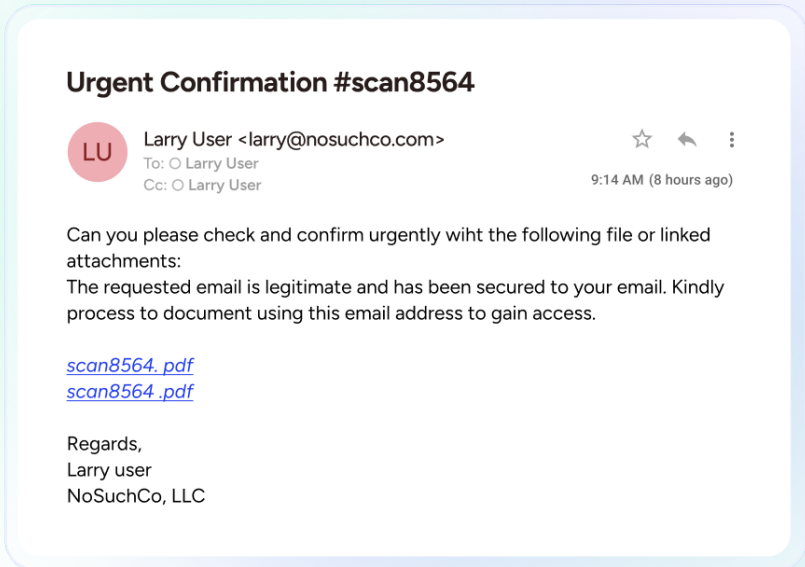 Urgent Confirmation #scan8564
LU
Larry User <larry@nosuchco.com>
To: Larry User
Cc: Larry User
9:14 AM (8 hours ago)
Can you please check and confirm urgently wiht the following file or linked
attachments:
The requested email is legitimate and has been secured to your email. Kindly
process to document using this email address to gain access.
scan8564. pdf
scan8564 .pdf
Regards,
Larry user
NoSuchCo, LLC